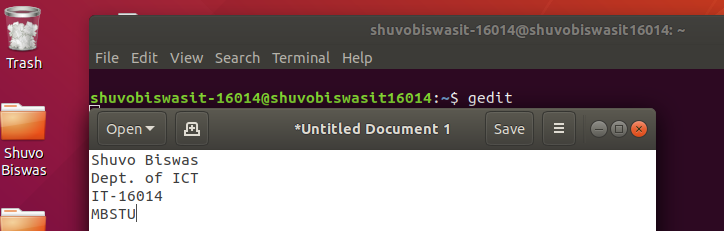 shuvobiswasit-16014@shuvobiswasit16014: ~
File Edit View Search Terminal Help
Trash
shuvobiswasit-16014@shuvobiswasit16014:~$ gedit
Open *Untitled Document 1 Save
Shuvo Biswas
Dept. of ICT
IT-16014
MBSTU
Shuvo
Biswas